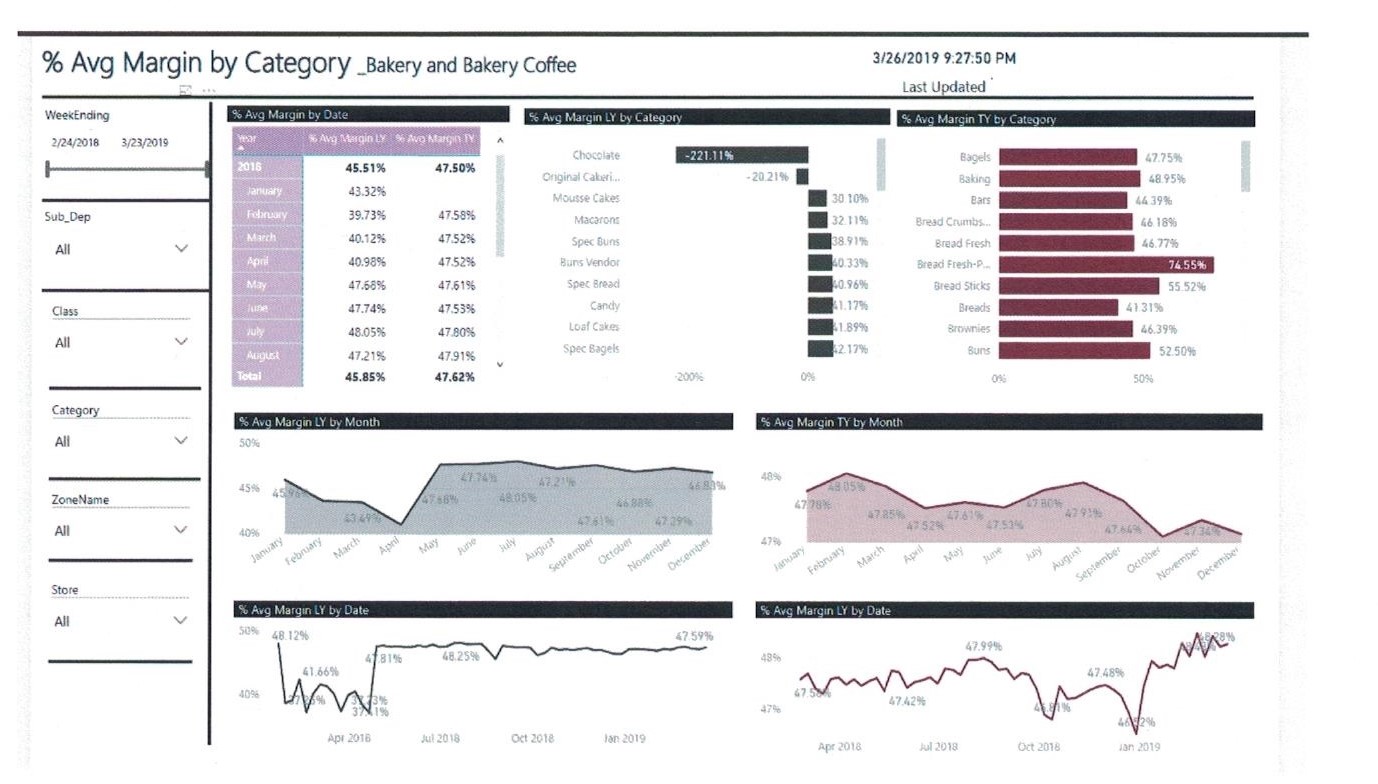 % Avg Margin by Category _Bakery and Bakery Coffee
3/26/2019 9:27:50 PM
Last Updated
WeekEnding
2/24/2018 3/23/2019
Sub_Dep
All
Class
All
Category
All
ZoneName
All
Store
All
% Avg Margin by Date
Year % Avg Margin LY % Avg Margin TY
2018 45.51% 47.50%
January 43.32%
February 39.73% 47.58%
March 40.12% 47.52%
April 40.98% 47.52%
May 47.68% 47.61%
June 47.74% 47.53%
July 48.05% 47.80%
August 47.21% 47.91%
Total 45.85% 47.62%
% Avg Margin LY by Category
Chocolate -221.11%
Original Cakeri... -20.21%
Mousse Cakes 30.10%
Macarons 32.11%
Spec Buns 38.91%
Buns Vendor 40.33%
Spec Bread 40.96%
Candy 41.17%
Loaf Cakes 41.89%
Spec Bagels 42.17%
-200% 0%
% Avg Margin TY by Category
Bagels 47.75%
Baking 48.95%
Bars 44.39%
Bread Crumbs... 46.18%
Bread Fresh 46.77%
Bread Fresh-P... 74.55%
Bread Sticks 55.52%
Breads 41.31%
Brownies 46.39%
Buns 52.50%
0% 50%
% Avg Margin LY by Month
50%
45%
40%
45.96% 43.49% 47.68% 47.74% 48.05% 47.21% 47.61% 46.88% 47.29% 46.83%
January February March April May June July August September October November December
% Avg Margin TY by Month
48%
47%
47.78% 48.05% 47.85% 47.52% 47.61% 47.53% 47.80% 47.91% 47.64% 47.34%
January February March April May June July August September October November December
% Avg Margin LY by Date
50%
40%
48.12% 41.66% 37.41% 47.81% 48.25% 47.59%
Apr 2018 Jul 2018 Oct 2018 Jan 2019
% Avg Margin LY by Date
48%
47%
47.58% 47.42% 47.99% 46.81% 47.48% 46.52% 48.28%
Apr 2018 Jul 2018 Oct 2018 Jan 2019